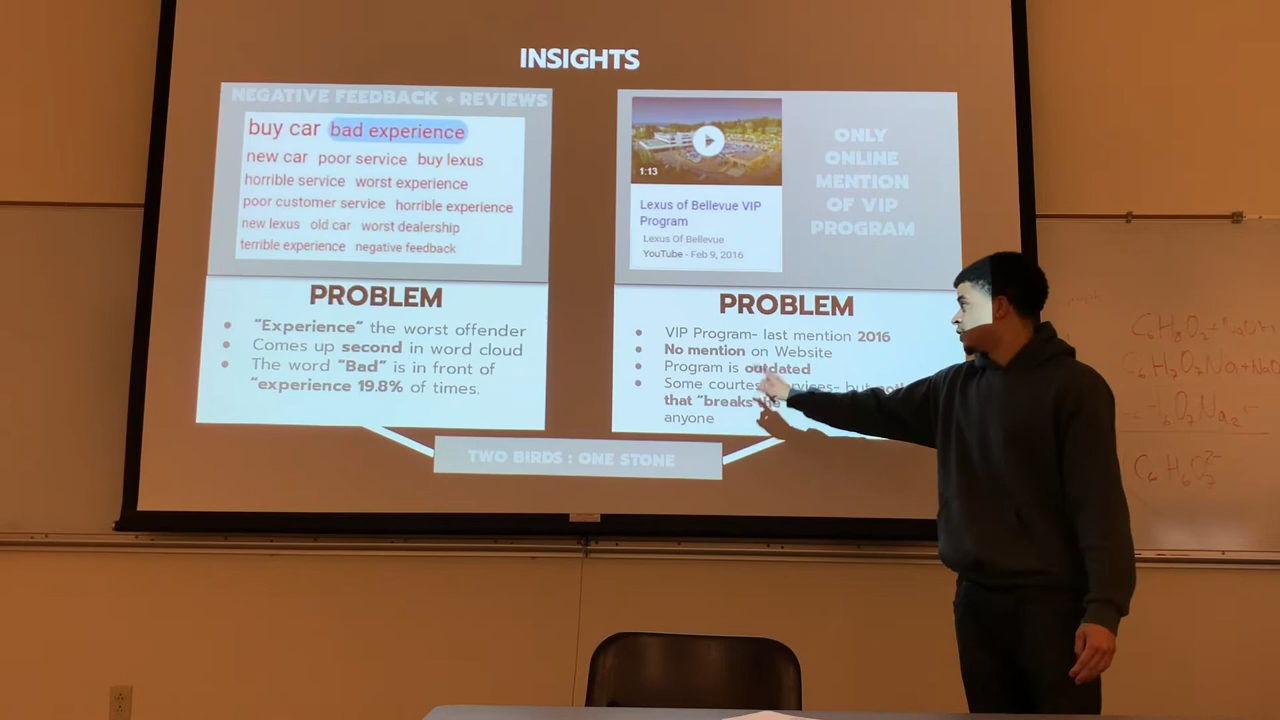 INSIGHTS
NEGATIVE FEEDBACK - REVIEWS
buy car bad experience
new car poor service buy lexus
horrible service worst experience
poor customer service horrible experience
new lexus old car worst dealership
terrible experience negative feedback
PROBLEM
• "Experience" the worst offender
• Comes up second in word cloud
• The word "Bad" is in front of
"experience 19.8% of times.
1:13
Lexus of Bellevue VIP
Program
Lexus Of Bellevue
YouTube - Feb 9, 2016
ONLY
ONLINE
MENTION
OF VIP
PROGRAM
PROBLEM
• VIP Program- last mention 2016
• No mention on Website
• Program is outdated
• Some courtesy services- but
that "breaks the
anyone
TWO BIRDS : ONE STONE